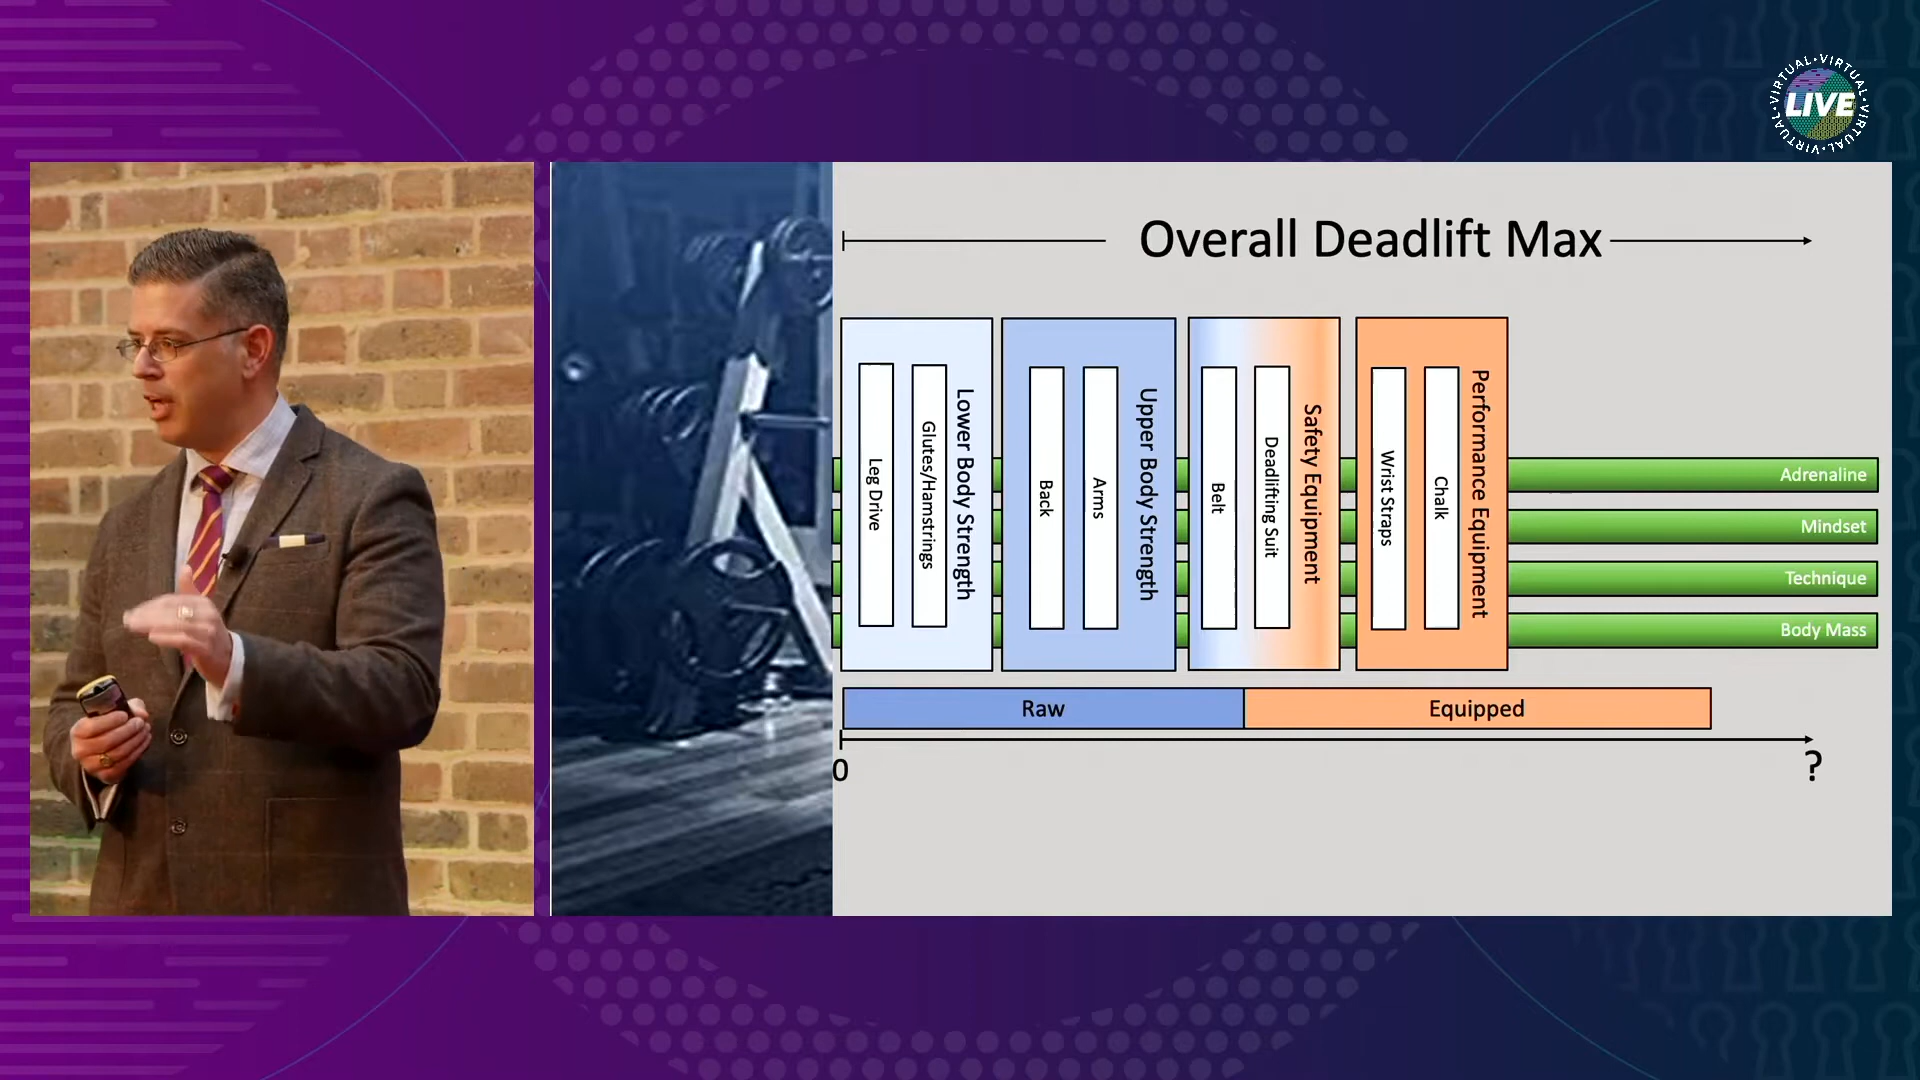 VIRTUAL · VIRTUAL · VIRTUAL · VIRTUAL ·
LIVE
Overall Deadlift Max
Leg Drive
Glutes/Hamstrings
Lower Body Strength
Back
Arms
Upper Body Strength
Belt
Deadlifting Suit
Safety Equipment
Wrist Straps
Chalk
Performance Equipment
Adrenaline
Mindset
Technique
Body Mass
Raw
Equipped
0
?